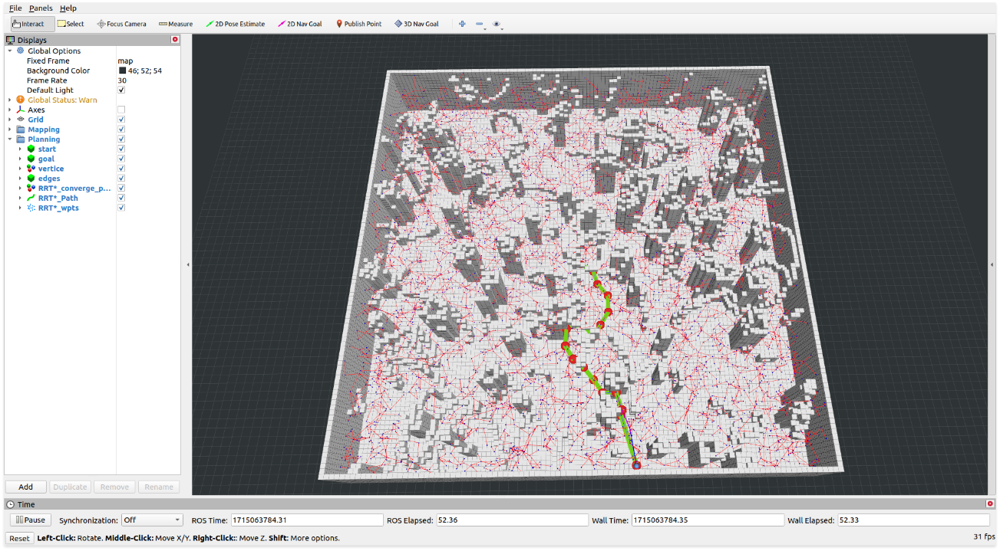 File Panels Help
Interact Select Focus Camera Measure 2D Pose Estimate 2D Nav Goal Publish Point 3D Nav Goal
Displays
Global Options
Fixed Frame map
Background Color 46; 52; 54
Frame Rate 30
Default Light
Global Status: Warn
Axes
Grid
Mapping
Planning
start
goal
vertice
edges
RRT*_converge_p...
RRT*_Path
RRT*_wpts
Add Duplicate Remove Rename
Time
Pause Synchronization: Off ROS Time: 1715063784.31 ROS Elapsed: 52.36 Wall Time: 1715063784.35 Wall Elapsed: 52.33
Reset Left-Click: Rotate. Middle-Click: Move X/Y. Right-Click:: Move Z. Shift: More options. 31 fps